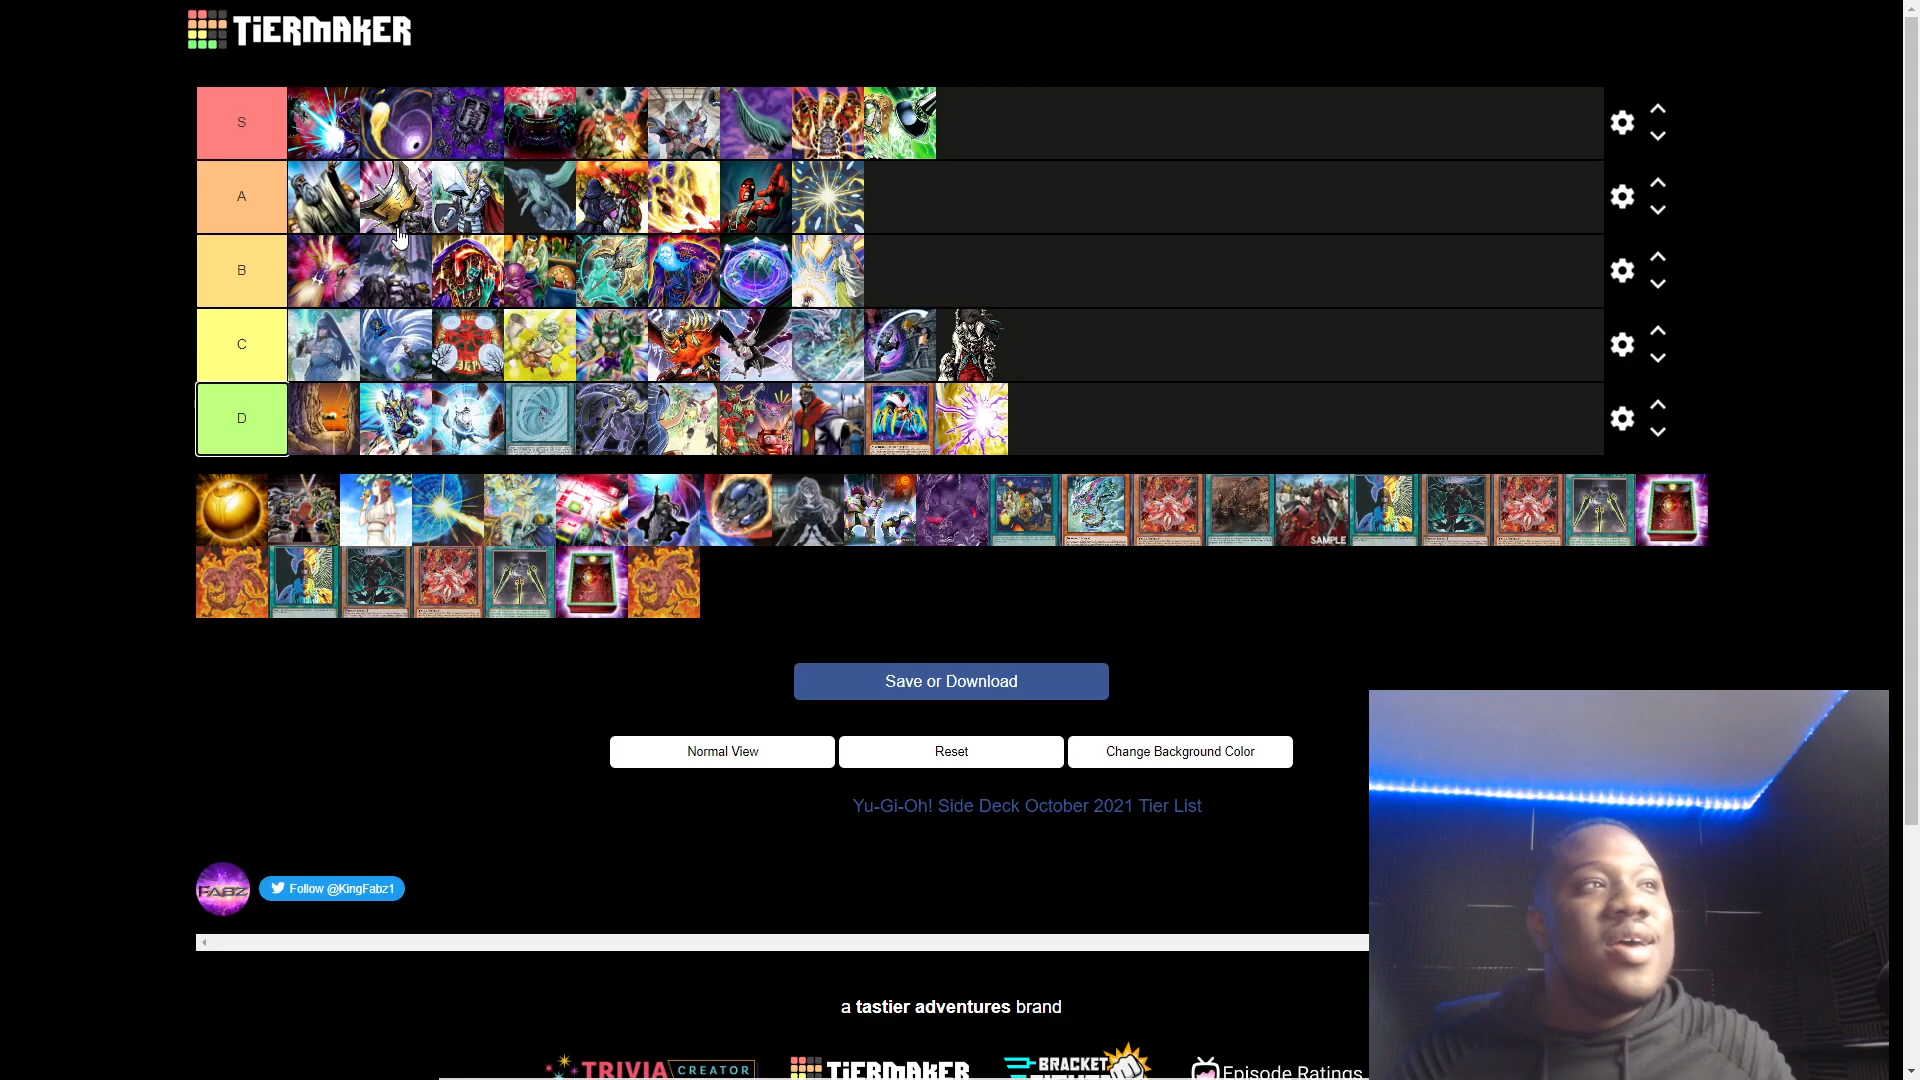 TiERMAKER
S
A
B
C
D
SAMPLE
Save or Download
Normal View
Reset
Change Background Color
Yu-Gi-Oh! Side Deck October 2021 Tier List
FABZ
Follow @KingFabz1
a tastier adventures brand
TRIVIA CREATOR
TiERMAKER
BRACKET
Episode Ratings